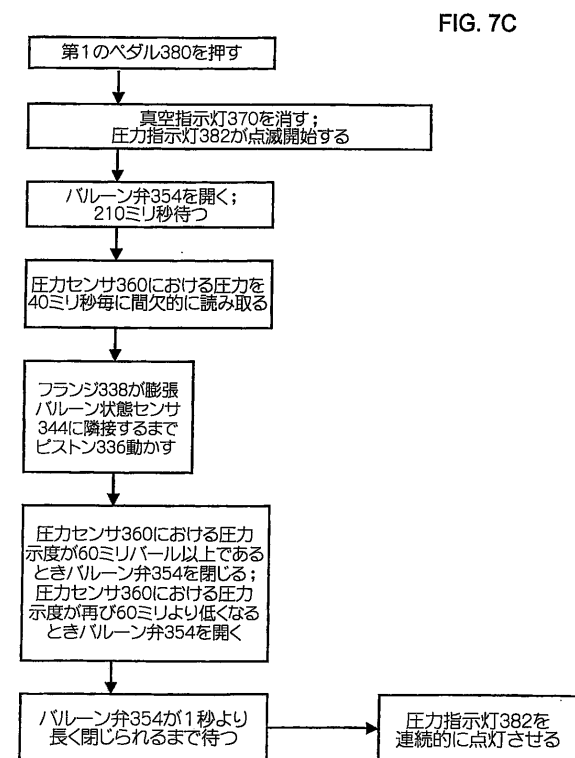 FIG. 7C
第1のペダル380を押す
真空指示灯370を消す；
圧力指示灯382が点滅開始する
バルーン弁354を開く；
210ミリ秒待つ
圧力センサ360における圧力を
40ミリ秒毎に間欠的に読み取る
フランジ338が膨張
バルーン状態センサ
344に隣接するまで
ピストン336動かす
圧力センサ360における圧力
示度が60ミリバール以上である
ときバルーン弁354を閉じる；
圧力センサ360における圧力
示度が再び60ミリより低くなる
ときバルーン弁354を開く
バルーン弁354が1秒より
長く閉じられるまで待つ
圧力指示灯382を
連続的に点灯させる